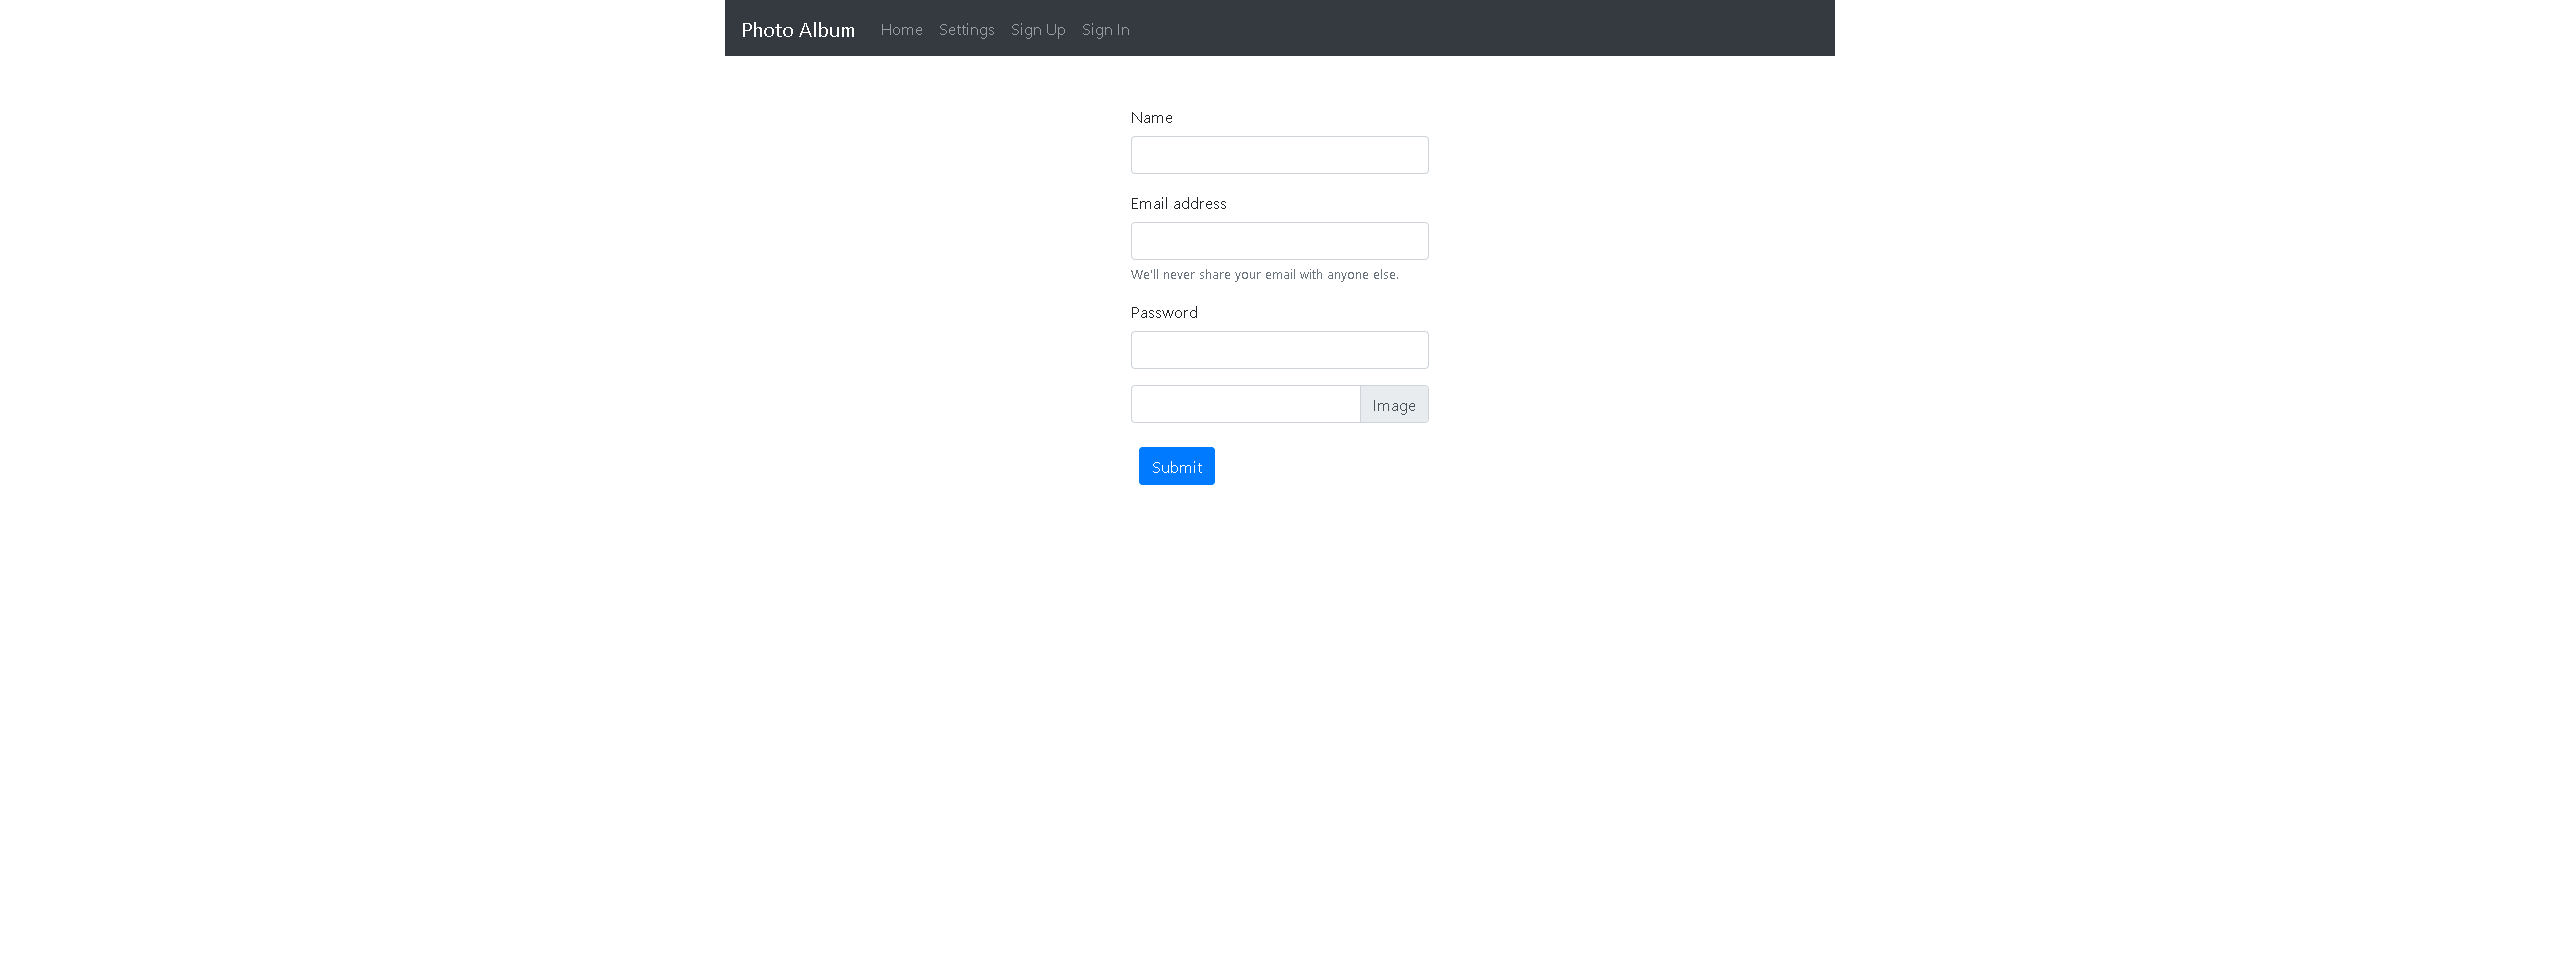 Photo Album Home Settings Sign Up Sign In
Name
Email address
We'll never share your email with anyone else.
Password
Image
Submit